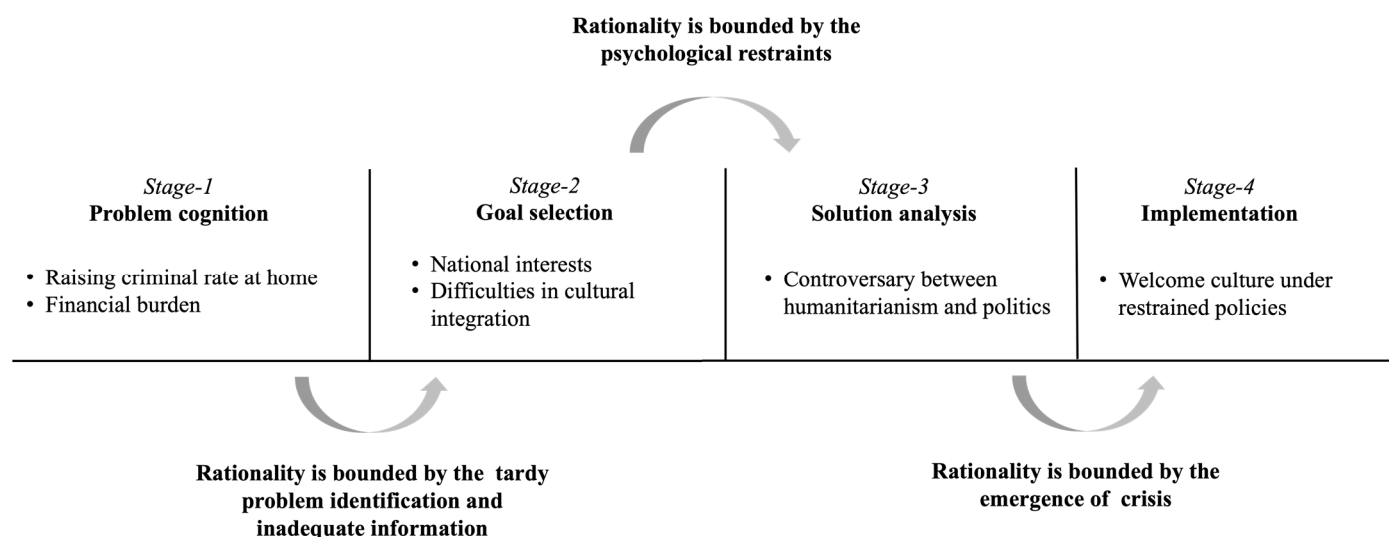 Rationality is bounded by the
psychological restraints
Stage-1
Problem cognition
• Raising criminal rate at home
• Financial burden
Stage-2
Goal selection
• National interests
• Difficulties in cultural
integration
Stage-3
Solution analysis
• Controversary between
humanitarianism and politics
Stage-4
Implementation
• Welcome culture under
restrained policies
Rationality is bounded by the tardy
problem identification and
inadequate information
Rationality is bounded by the
emergence of crisis